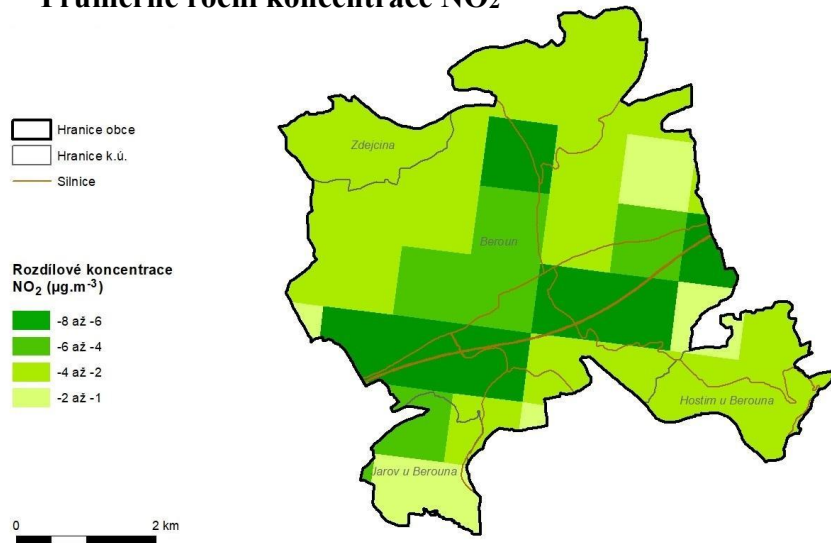 Průměrné roční koncentrace NO2
Hranice obce
Hranice k.ú.
Silnice
Rozdílové koncentrace
NO₂ (µg.m⁻³)
-8 až -6
-6 až -4
-4 až -2
-2 až -1
0 2 km
Zdejcina
Beroun
Hostim u Berouna
Jarov u Berouna